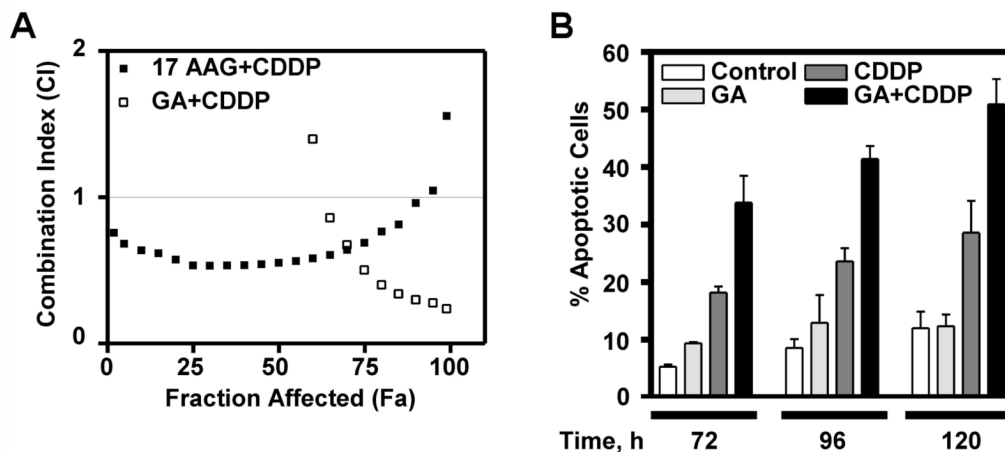 A
Combination Index (CI)
2
1
0
17 AAG+CDDP
GA+CDDP
0 25 50 75 100
Fraction Affected (Fa)
B
% Apoptotic Cells
60
50
40
30
20
10
0
Control CDDP
GA GA+CDDP
Time, h 72 96 120